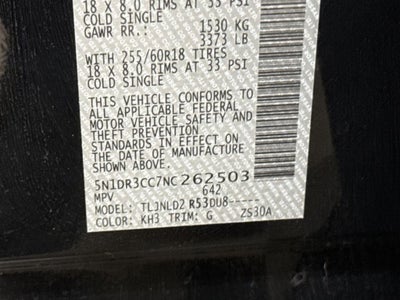 18 X 8.0 RIMS AT 33 PSI
COLD SINGLE
GAWR RR.: 1530 KG
3373 LB
WITH 255/60R18 TIRES
18 X 8.0 RIMS AT 33 PSI
COLD SINGLE
THIS VEHICLE CONFORMS TO
ALL APPLICABLE FEDERAL
MOTOR VEHICLE SAFETY AND
THEFT PREVENTION
STANDARDS IN EFFECT ON
THE DATE OF MANUFACTURE
SHOWN ABOVE.
5N1DR3CC7NC262503
MPV 642
MODEL: TL3NLD2 R53DU8-----
COLOR: KH3 TRIM: G ZS30A